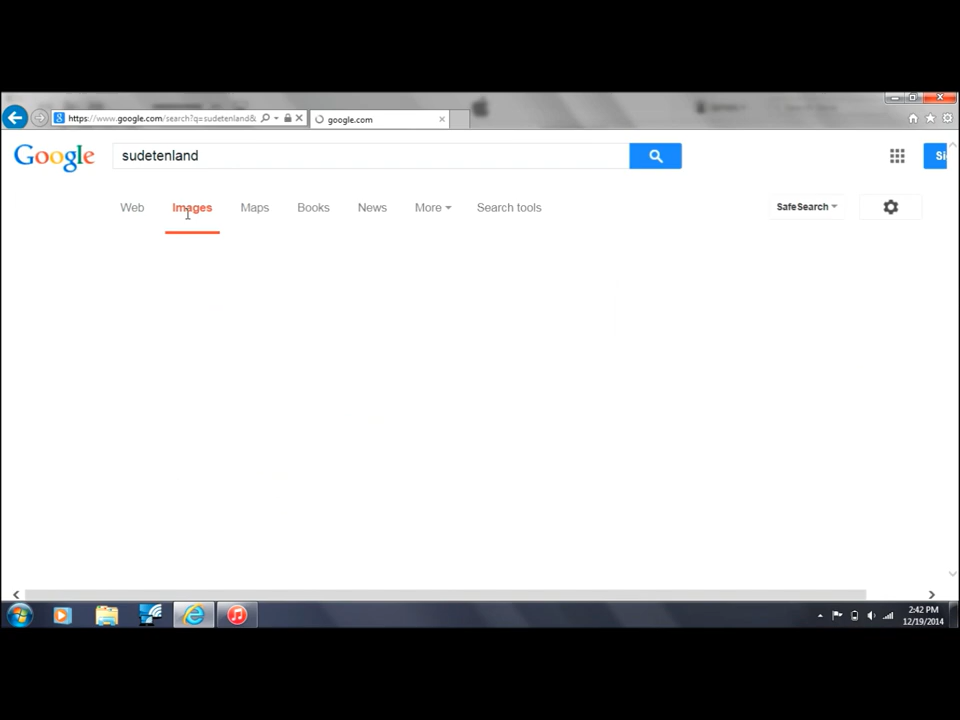 https://www.google.com/search?q=sudetenland&
google.com
Google
sudetenland
Web Images Maps Books News More Search tools SafeSearch
2:42 PM
12/19/2014